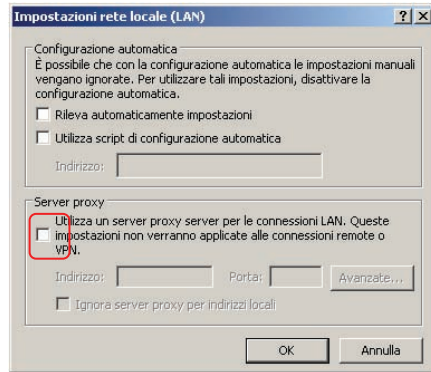 Impostazioni rete locale (LAN)
Configurazione automatica
È possibile che con la configurazione automatica le impostazioni manuali
vengano ignorate. Per utilizzare tali impostazioni, disattivare la
configurazione automatica.
Rileva automaticamente impostazioni
Utilizza script di configurazione automatica
Indirizzo:
Server proxy
Utilizza un server proxy server per le connessioni LAN. Queste
impostazioni non verranno applicate alle connessioni remote o
VPN.
Indirizzo: Porta: Avanzate...
Ignora server proxy per indirizzi locali
OK Annulla